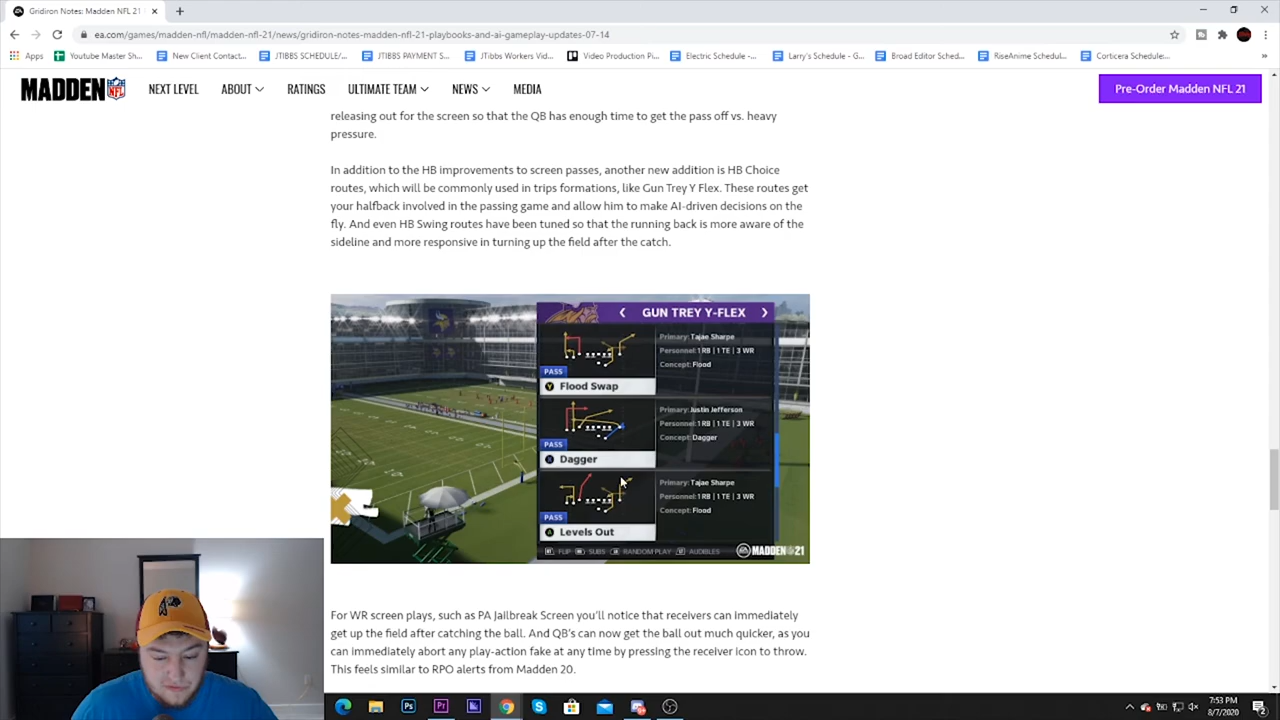 Gridiron Notes: Madden NFL 21
ea.com/games/madden-nfl/madden-nfl-21/news/gridiron-notes-madden-nfl-21-playbooks-and-ai-gameplay-updates-07-14
Apps
Youtube Master Sh...
New Client Contact...
JTIBBS SCHEDULE/...
JTIBBS PAYMENT S...
JTibbs Workers Vid...
Video Production Pi...
Electric Schedule -...
Larry's Schedule - G...
Broad Editor Sched...
RiseAnime Schedul...
Corticera Schedule:...
MADDEN NFL
NEXT LEVEL
ABOUT
RATINGS
ULTIMATE TEAM
NEWS
MEDIA
Pre-Order Madden NFL 21
releasing out for the screen so that the QB has enough time to get the pass off vs. heavy
pressure.
In addition to the HB improvements to screen passes, another new addition is HB Choice
routes, which will be commonly used in trips formations, like Gun Trey Y Flex. These routes get
your halfback involved in the passing game and allow him to make AI-driven decisions on the
fly. And even HB Swing routes have been tuned so that the running back is more aware of the
sideline and more responsive in turning up the field after the catch.
GUN TREY Y-FLEX
Primary: Tajae Sharpe
Personnel: 1 RB | 1 TE | 3 WR
Concept: Flood
PASS
Y Flood Swap
Primary: Justin Jefferson
Personnel: 1 RB | 1 TE | 3 WR
Concept: Dagger
PASS
Dagger
Primary: Tajae Sharpe
Personnel: 1 RB | 1 TE | 3 WR
Concept: Flood
PASS
A Levels Out
FLIP
SUBS
RANDOM PLAY
AUDIBLES
EA SPORTS MADDEN 21
For WR screen plays, such as PA Jailbreak Screen you'll notice that receivers can immediately
get up the field after catching the ball. And QB's can now get the ball out much quicker, as you
can immediately abort any play-action fake at any time by pressing the receiver icon to throw.
This feels similar to RPO alerts from Madden 20.
7:53 PM
8/7/2020